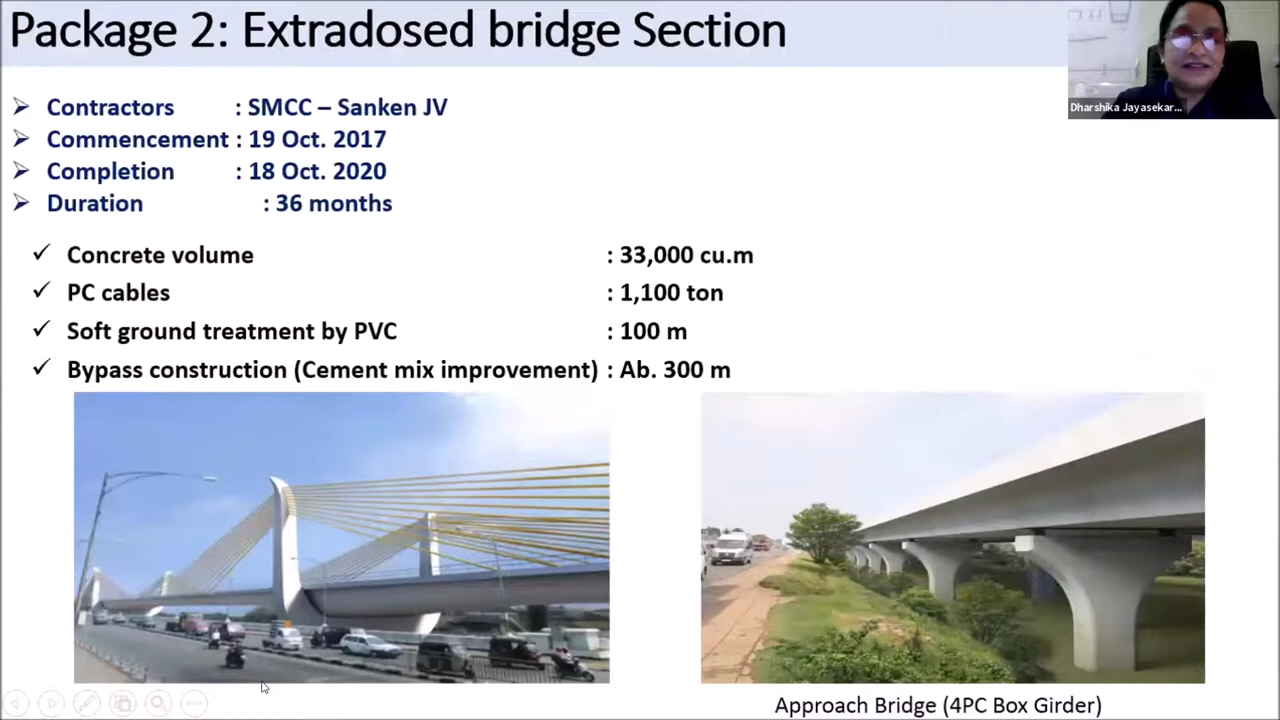 Package 2: Extradosed bridge Section
Dharshika Jayasekar...
Contractors : SMCC – Sanken JV
Commencement : 19 Oct. 2017
Completion : 18 Oct. 2020
Duration : 36 months
Concrete volume : 33,000 cu.m
PC cables : 1,100 ton
Soft ground treatment by PVC : 100 m
Bypass construction (Cement mix improvement) : Ab. 300 m
Approach Bridge (4PC Box Girder)